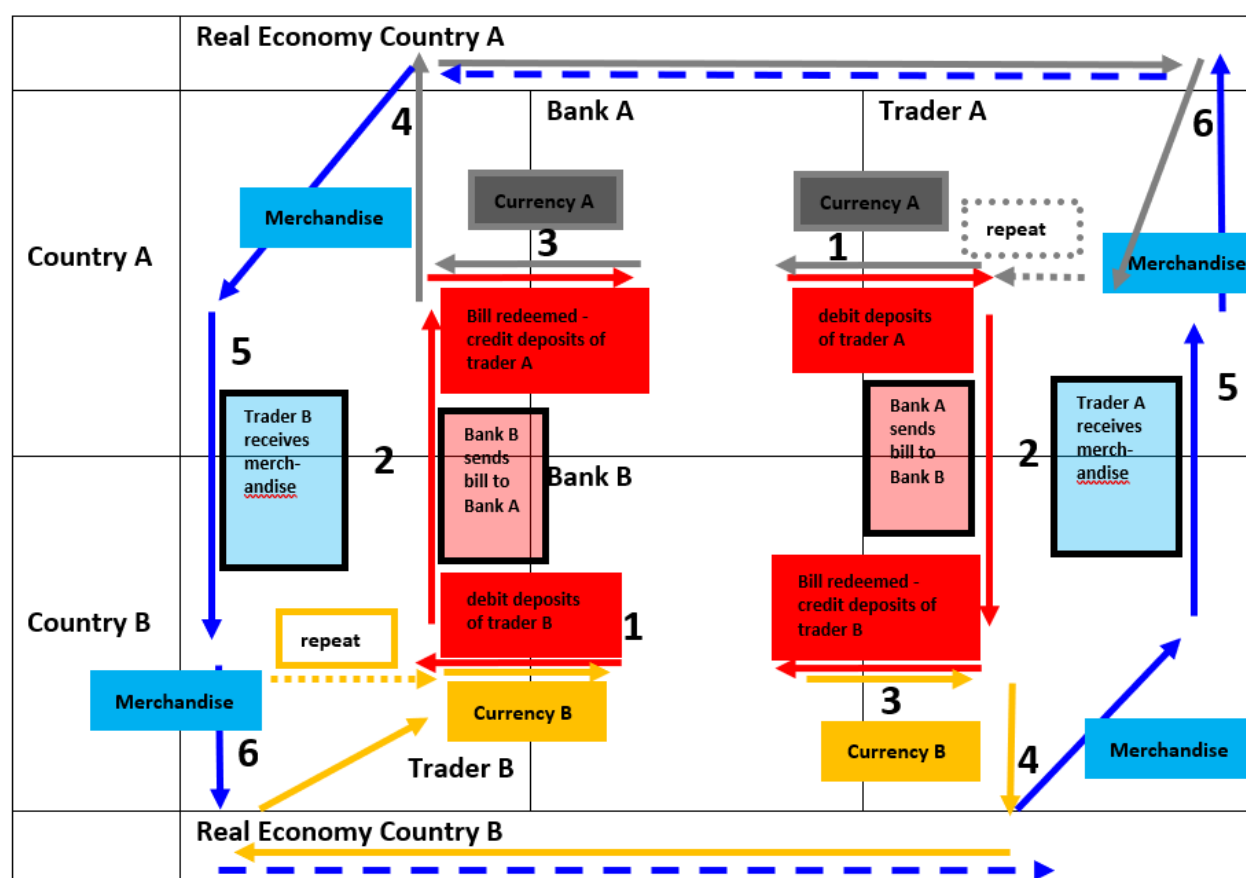 Real Economy Country A
Bank A
Trader A
4
6
Currency A
Currency A
Merchandise
repeat
3
1
Country A
Merchandise
Bill redeemed -
credit deposits of
trader A
debit deposits
of trader A
5
5
Trader B
receives
merch-
andise
2
Bank B
sends
bill to
Bank A
Bank B
Bank A
sends
bill to
Bank B
2
Trader A
receives
merch-
andise
Country B
debit deposits
of trader B
1
Bill redeemed -
credit deposits of
trader B
repeat
Merchandise
3
Currency B
Currency B
Merchandise
6
4
Trader B
Real Economy Country B